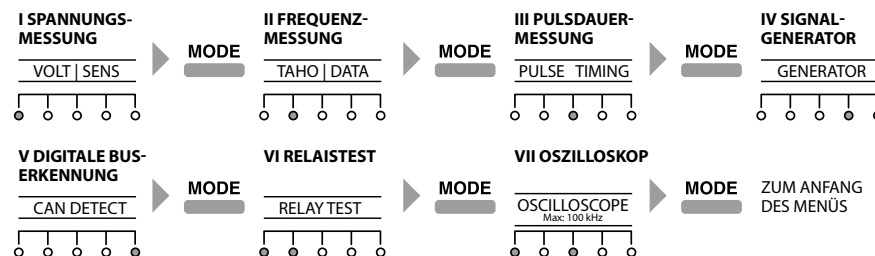 I SPANNUNGS-
MESSUNG
VOLT | SENS
MODE
II FREQUENZ-
MESSUNG
TAHO | DATA
MODE
III PULSDAUER-
MESSUNG
PULSE TIMING
MODE
IV SIGNAL-
GENERATOR
GENERATOR
V DIGITALE BUS-
ERKENNUNG
CAN DETECT
MODE
VI RELAISTEST
RELAY TEST
MODE
VII OSZILLOSKOP
OSCILLOSCOPE
Max: 100 kHz
MODE
ZUM ANFANG
DES MENÜS